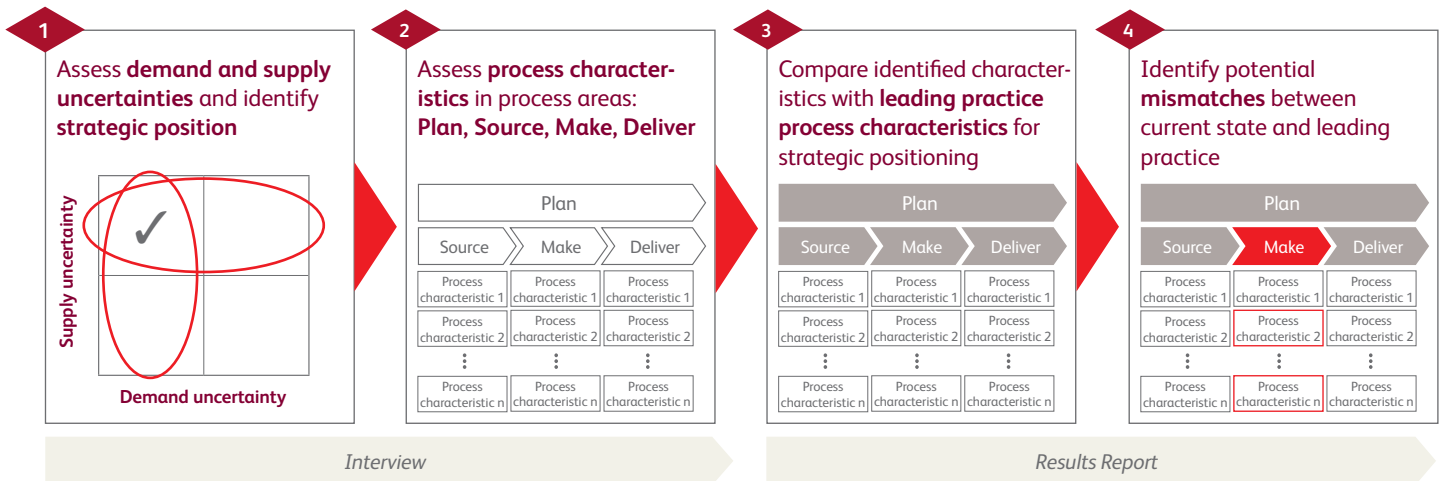 1
Assess demand and supply
uncertainties and identify
strategic position
Supply uncertainty
✓
Demand uncertainty
2
Assess process character-
istics in process areas:
Plan, Source, Make, Deliver
Plan
Source Make Deliver
Process characteristic 1 Process characteristic 1 Process characteristic 1
Process characteristic 2 Process characteristic 2 Process characteristic 2
Process characteristic n Process characteristic n Process characteristic n
3
Compare identified character-
istics with leading practice
process characteristics for
strategic positioning
Plan
Source Make Deliver
Process characteristic 1 Process characteristic 1 Process characteristic 1
Process characteristic 2 Process characteristic 2 Process characteristic 2
Process characteristic n Process characteristic n Process characteristic n
4
Identify potential
mismatches between
current state and leading
practice
Plan
Source Make Deliver
Process characteristic 1 Process characteristic 1 Process characteristic 1
Process characteristic 2 Process characteristic 2 Process characteristic 2
Process characteristic n Process characteristic n Process characteristic n
Interview
Results Report